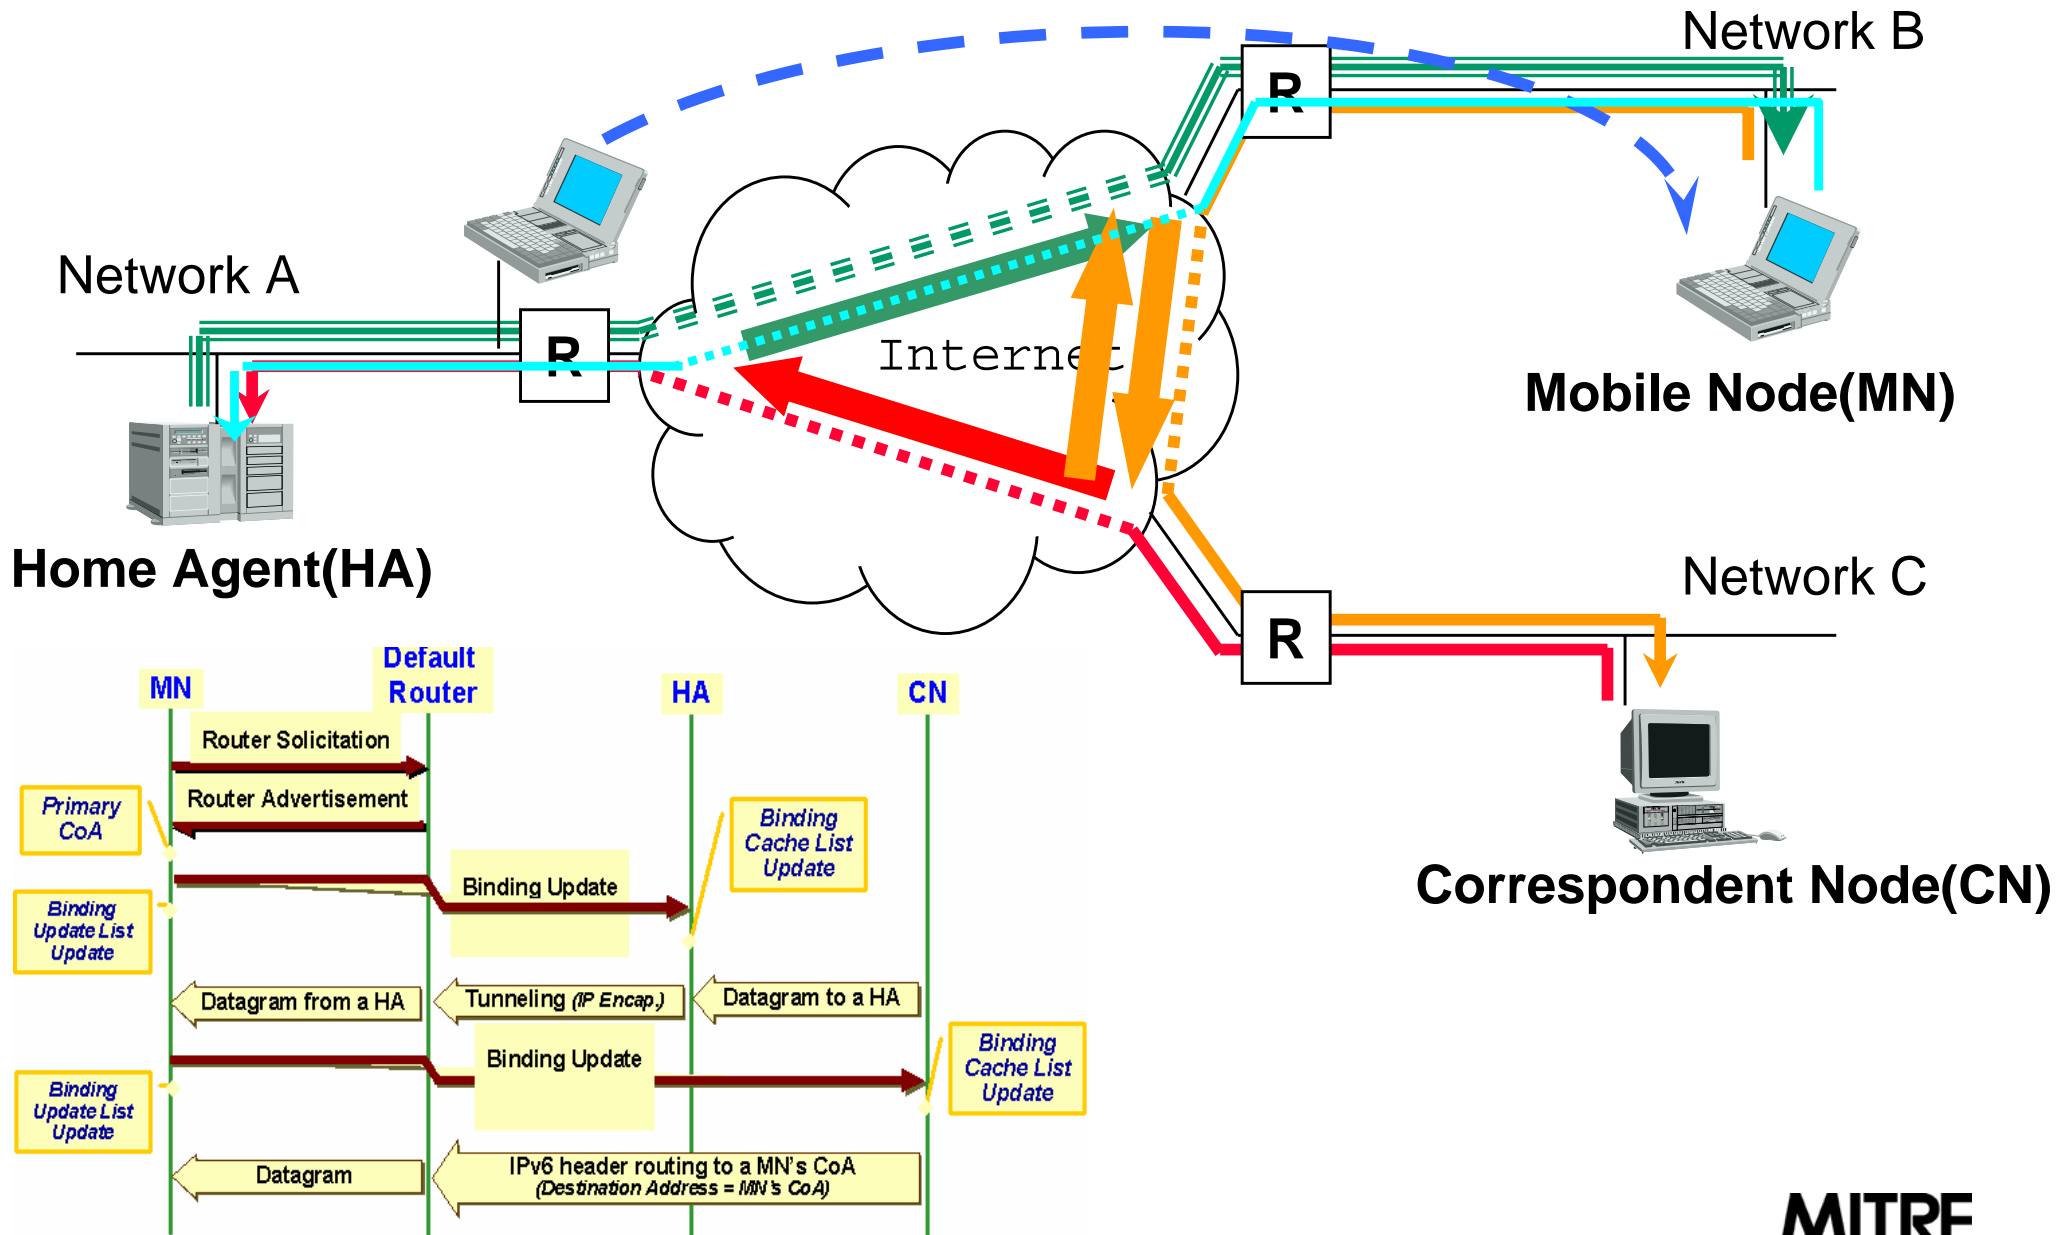 Network B
R
Network A
R
Internet
Mobile Node(MN)
Home Agent(HA)
Network C
R
Correspondent Node(CN)
MN
Default
Router
HA
CN
Router Solicitation
Router Advertisement
Primary
CoA
Binding
Cache List
Update
Binding Update
Binding
Update List
Update
Datagram from a HA
Tunneling (IP Encap.)
Datagram to a HA
Binding Update
Binding
Cache List
Update
Binding
Update List
Update
Datagram
IPv6 header routing to a MN's CoA
(Destination Address = MN's CoA)
MITRE